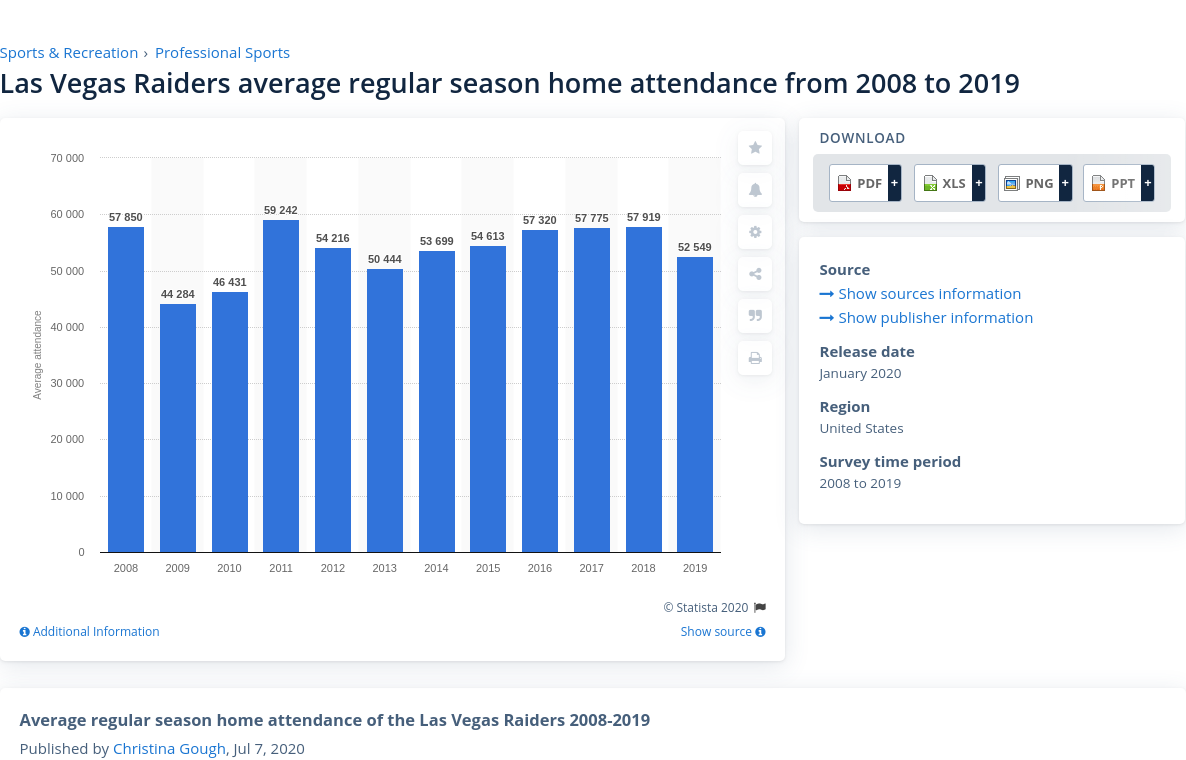 Sports & Recreation › Professional Sports
Las Vegas Raiders average regular season home attendance from 2008 to 2019
70 000
60 000
50 000
40 000
30 000
20 000
10 000
0
Average attendance
57 850
44 284
46 431
59 242
54 216
50 444
53 699
54 613
57 320
57 775
57 919
52 549
2008 2009 2010 2011 2012 2013 2014 2015 2016 2017 2018 2019
© Statista 2020
Additional Information
Show source
DOWNLOAD
PDF + XLS + PNG + PPT +
Source
Show sources information
Show publisher information
Release date
January 2020
Region
United States
Survey time period
2008 to 2019
Average regular season home attendance of the Las Vegas Raiders 2008-2019
Published by Christina Gough, Jul 7, 2020